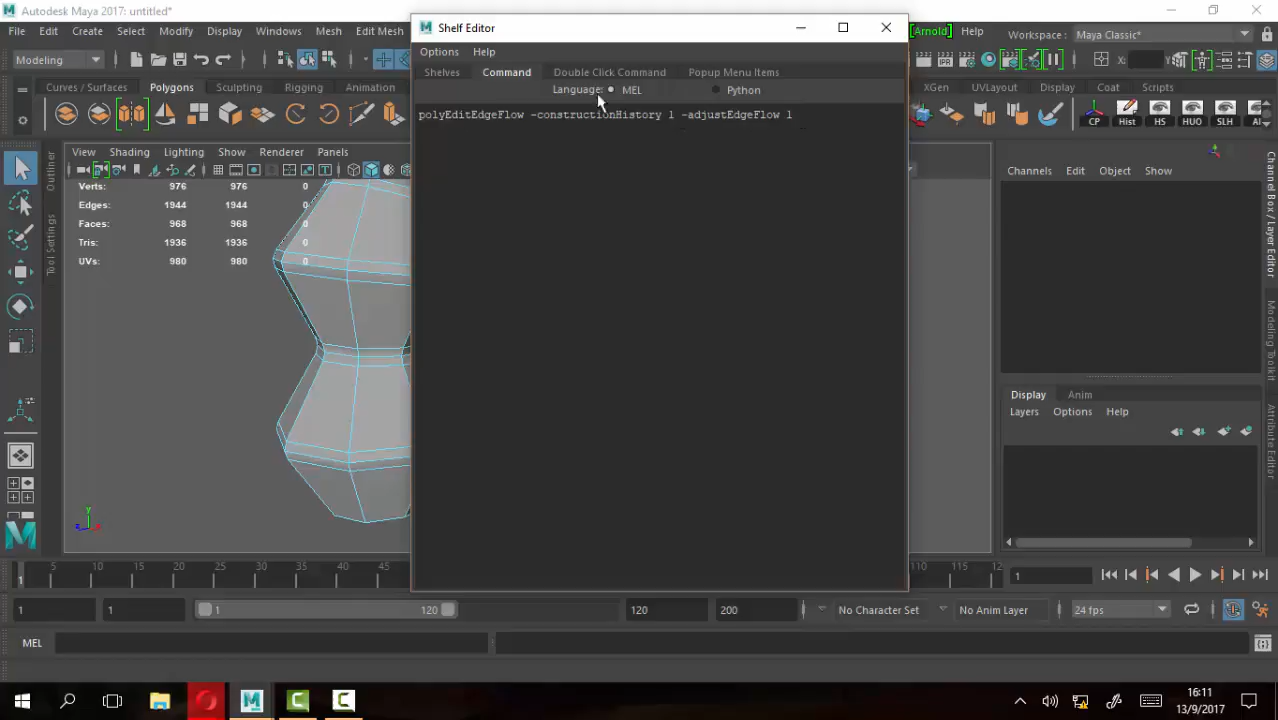 Autodesk Maya 2017: untitled*
Shelf Editor
File Edit Create Select Modify Display Windows Mesh Edit Mesh
[Arnold] Help Workspace : Maya Classic*
Options Help
Modeling
X:
Shelves Command Double Click Command Popup Menu Items
Curves / Surfaces Polygons Sculpting Rigging Animation
XGen UVLayout Custom
Language: MEL Python
polyEditEdgeFlow -constructionHistory 1 -adjustEdgeFlow 1
CP Hist HS HUO SLH
View Shading Lighting Renderer Panels
Outliner
Tool Settings
Verts: 976 976 0
Edges: 1944 1944 0
Faces: 968 968 0
Tris: 1936 1936 0
UVs: 980 980 0
Channels Edit Object Show
Channel Box / Layer Editor
Modeling Toolkit
Attribute Editor
Display Anim
Layers Options Help
y
z x
1 5 10 15 20 25 30 35 40 45
12
1
1 1 1 120 120 200 No Character Set No Anim Layer 24 fps
MEL
16:11
13/9/2017